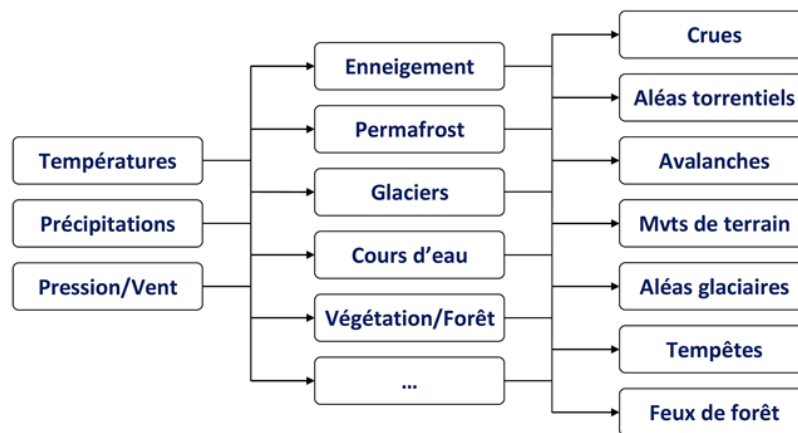 Températures
Précipitations
Pression/Vent
Enneigement
Permafrost
Glaciers
Cours d'eau
Végétation/Forêt
...
Crues
Aléas torrentiels
Avalanches
Mvts de terrain
Aléas glaciaires
Tempêtes
Feux de forêt